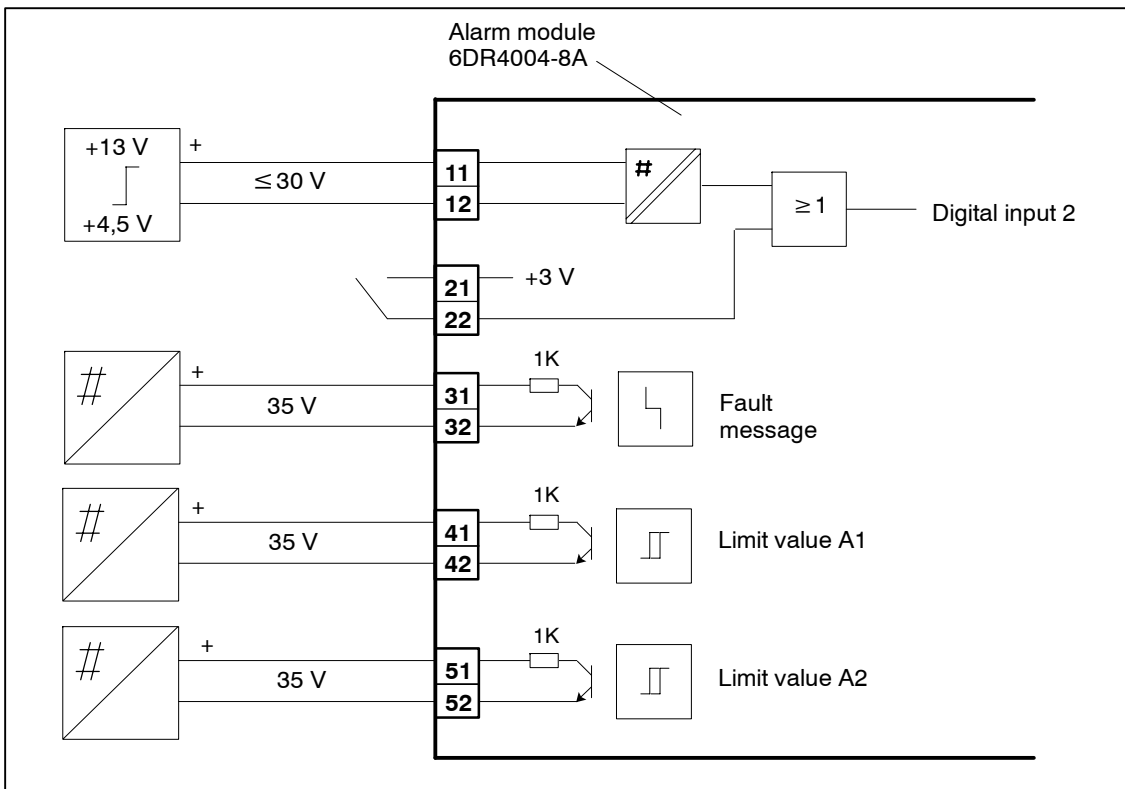 Alarm module
6DR4004-8A
+13 V
+4,5 V
+
≤ 30 V
11
12
#
≥ 1
Digital input 2
21
22
+3 V
#
+
35 V
31
32
1K
Fault
message
#
+
35 V
41
42
1K
Limit value A1
#
+
35 V
51
52
1K
Limit value A2